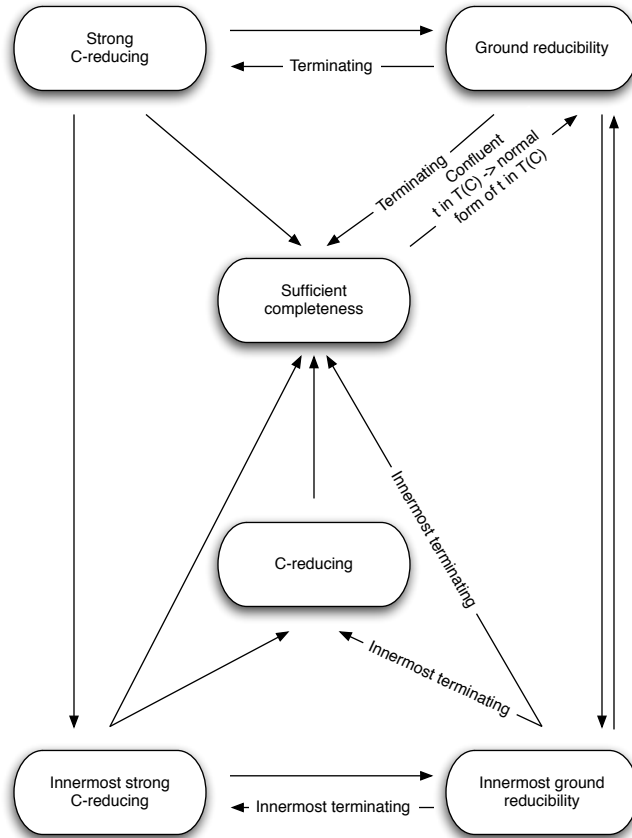 Strong
C-reducing
Ground reducibility
Terminating
Terminating
Confluent
t in T(C) -> normal
form of t in T(C)
Sufficient
completeness
Innermost terminating
C-reducing
Innermost terminating
Innermost strong
C-reducing
Innermost terminating
Innermost ground
reducibility